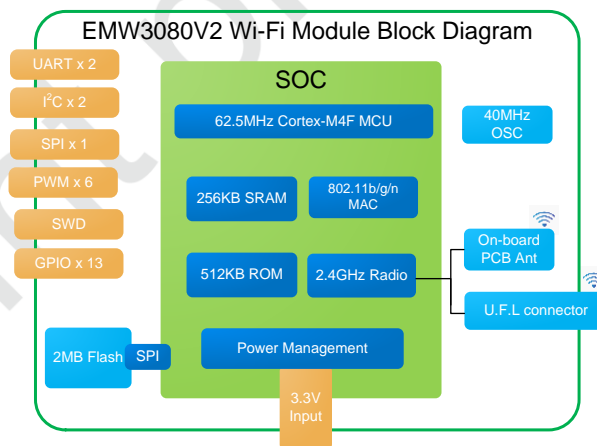 EMW3080V2 Wi-Fi Module Block Diagram
UART x 2
I²C x 2
SPI x 1
PWM x 6
SWD
GPIO x 13
SOC
62.5MHz Cortex-M4F MCU
40MHz
OSC
256KB SRAM
802.11b/g/n
MAC
512KB ROM
2.4GHz Radio
On-board
PCB Ant
U.F.L connector
2MB Flash
SPI
Power Management
3.3V
Input